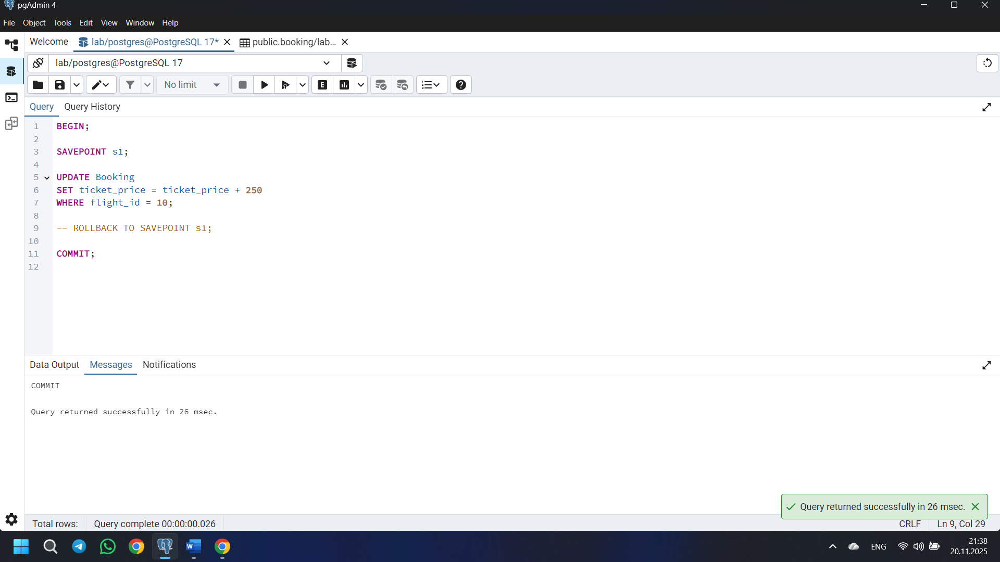 pgAdmin 4
File Object Tools Edit View Window Help
Welcome lab/postgres@PostgreSQL 17* public.booking/lab...
lab/postgres@PostgreSQL 17
No limit E
Query Query History
1 BEGIN;
2
3 SAVEPOINT s1;
4
5 UPDATE Booking
6 SET ticket_price = ticket_price + 250
7 WHERE flight_id = 10;
8
9 -- ROLLBACK TO SAVEPOINT s1;
10
11 COMMIT;
12
Data Output Messages Notifications
COMMIT
Query returned successfully in 26 msec.
Query returned successfully in 26 msec.
Total rows: Query complete 00:00:00.026 CRLF Ln 9, Col 29
W ENG 21:38
20.11.2025